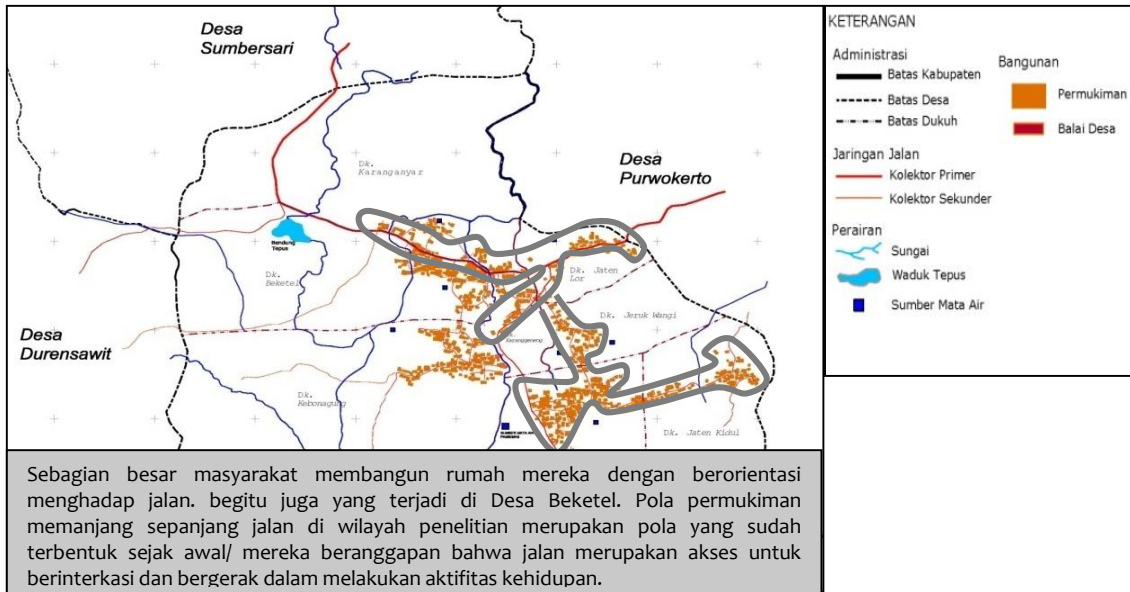 Desa
Sumbersari
Dk.
Karanganyar
Desa
Purwokerto
Bendung
Tepus
Dk.
Beketel
Dk. Jaten
Lor
Dk. Jeruk Wangi
Desa
Durensawit
Karanggeneng
Dk.
Kebonagung
Dk. Jaten Kidul
KETERANGAN
Administrasi
Batas Kabupaten
Batas Desa
Batas Dukuh
Jaringan Jalan
Kolektor Primer
Kolektor Sekunder
Perairan
Sungai
Waduk Tepus
Sumber Mata Air
Bangunan
Permukiman
Balai Desa
Sebagian besar masyarakat membangun rumah mereka dengan berorientasi
menghadap jalan. begitu juga yang terjadi di Desa Beketel. Pola permukiman
memanjang sepanjang jalan di wilayah penelitian merupakan pola yang sudah
terbentuk sejak awal/ mereka beranggapan bahwa jalan merupakan akses untuk
berinterkasi dan bergerak dalam melakukan aktifitas kehidupan.